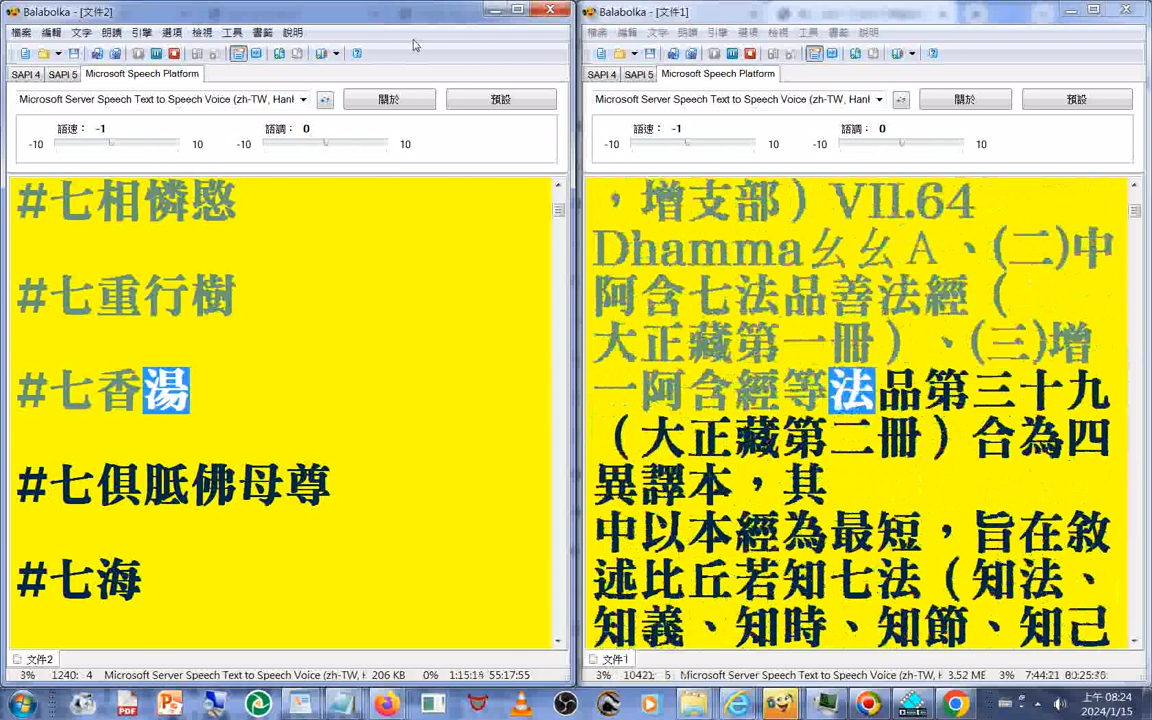 Balabolka - [文件2]
檔案 編輯 文字 朗讀 引擎 選項 檢視 工具 書籤 說明
SAPI 4 SAPI 5 Microsoft Speech Platform
Microsoft Server Speech Text to Speech Voice (zh-TW, Hanl
關於
預設
語速： -1
語調： 0
-10 10 -10 10
#七相憐愍
#七重行樹
#七香湯
#七俱胝佛母尊
#七海
文件2
3% 1240: 4 Microsoft Server Speech Text to Speech Voice (zh-TW, H 206 KB 0% 1:15:18 55:17:55
Balabolka - [文件1]
檔案 編輯 文字 朗讀 引擎 選項 檢視 工具 書籤 說明
SAPI 4 SAPI 5 Microsoft Speech Platform
Microsoft Server Speech Text to Speech Voice (zh-TW, Hanl
關於
預設
語速： -1
語調： 0
-10 10 -10 10
，增支部）VII.64
Dhamma幺幺Ａ、(二)中
阿含七法品善法經（
大正藏第一冊）、(三)增
一阿含經等法品第三十九
（大正藏第二冊）合為四
異譯本，其
中以本經為最短，旨在敘
述比丘若知七法（知法、
知義、知時、知節、知己
文件1
3% Microsoft Server Speech Text to Speech Voice (zh-TW, 3.52 MB 3% 7:44:21
上午 08:24
2024/1/15